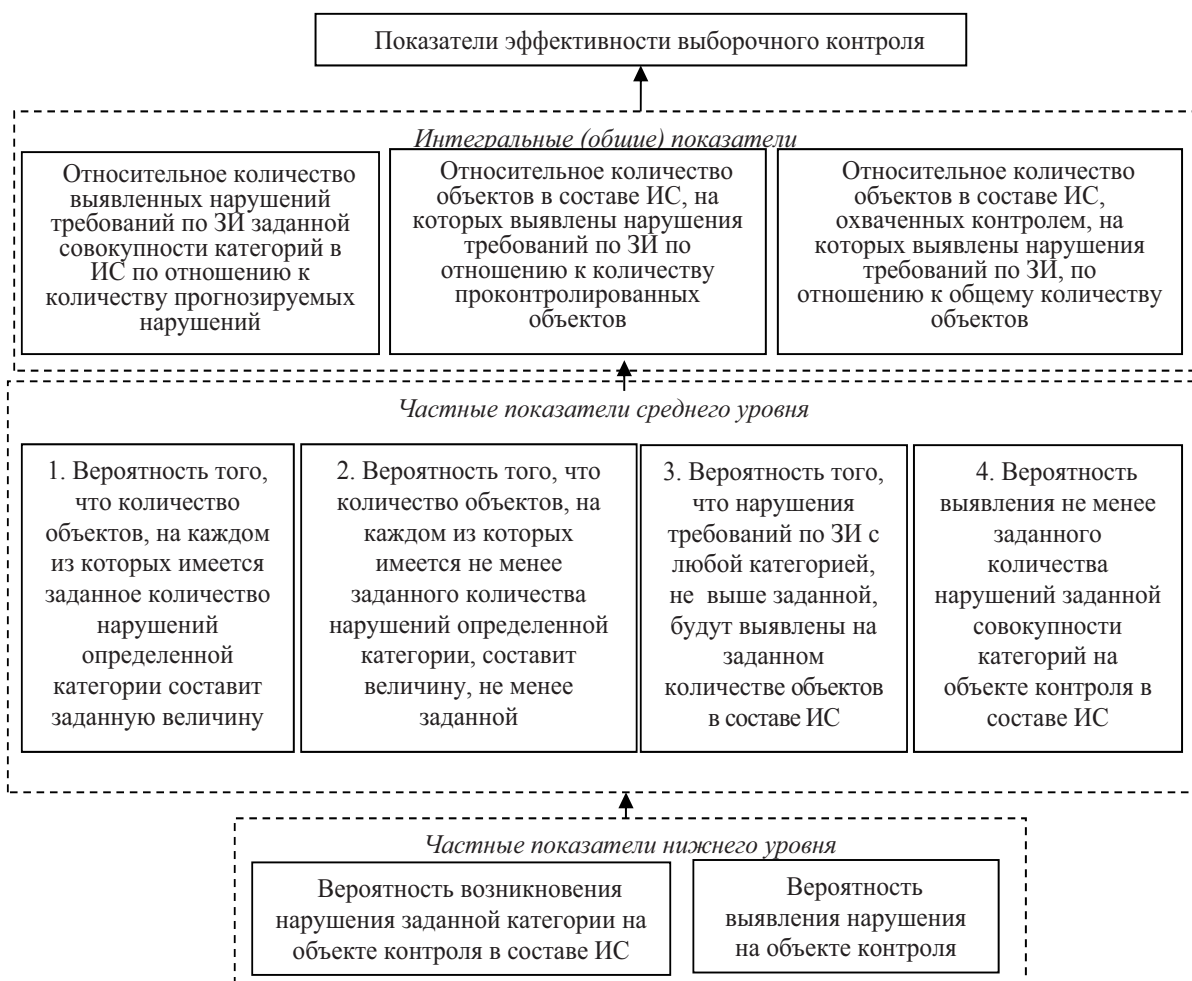 Показатели эффективности выборочного контроля
Интегральные (общие) показатели
Относительное количество
выявленных нарушений
требований по ЗИ заданной
совокупности категорий в
ИС по отношению к
количеству прогнозируемых
нарушений
Относительное количество
объектов в составе ИС, на
которых выявлены нарушения
требований по ЗИ по
отношению к количеству
проконтролированных
объектов
Относительное количество
объектов в составе ИС,
охваченных контролем, на
которых выявлены нарушения
требований по ЗИ, по
отношению к общему количеству
объектов
Частные показатели среднего уровня
1. Вероятность того,
что количество
объектов, на каждом
из которых имеется
заданное количество
нарушений
определенной
категории составит
заданную величину
2. Вероятность того, что
количество объектов, на
каждом из которых
имеется не менее
заданного количества
нарушений определенной
категории, составит
величину, не менее
заданной
3. Вероятность того,
что нарушения
требований по ЗИ с
любой категорией,
не выше заданной,
будут выявлены на
заданном
количестве объектов
в составе ИС
4. Вероятность
выявления не менее
заданного
количества
нарушений заданной
совокупности
категорий на
объекте контроля в
составе ИС
Частные показатели нижнего уровня
Вероятность возникновения
нарушения заданной категории на
объекте контроля в составе ИС
Вероятность
выявления нарушения
на объекте контроля